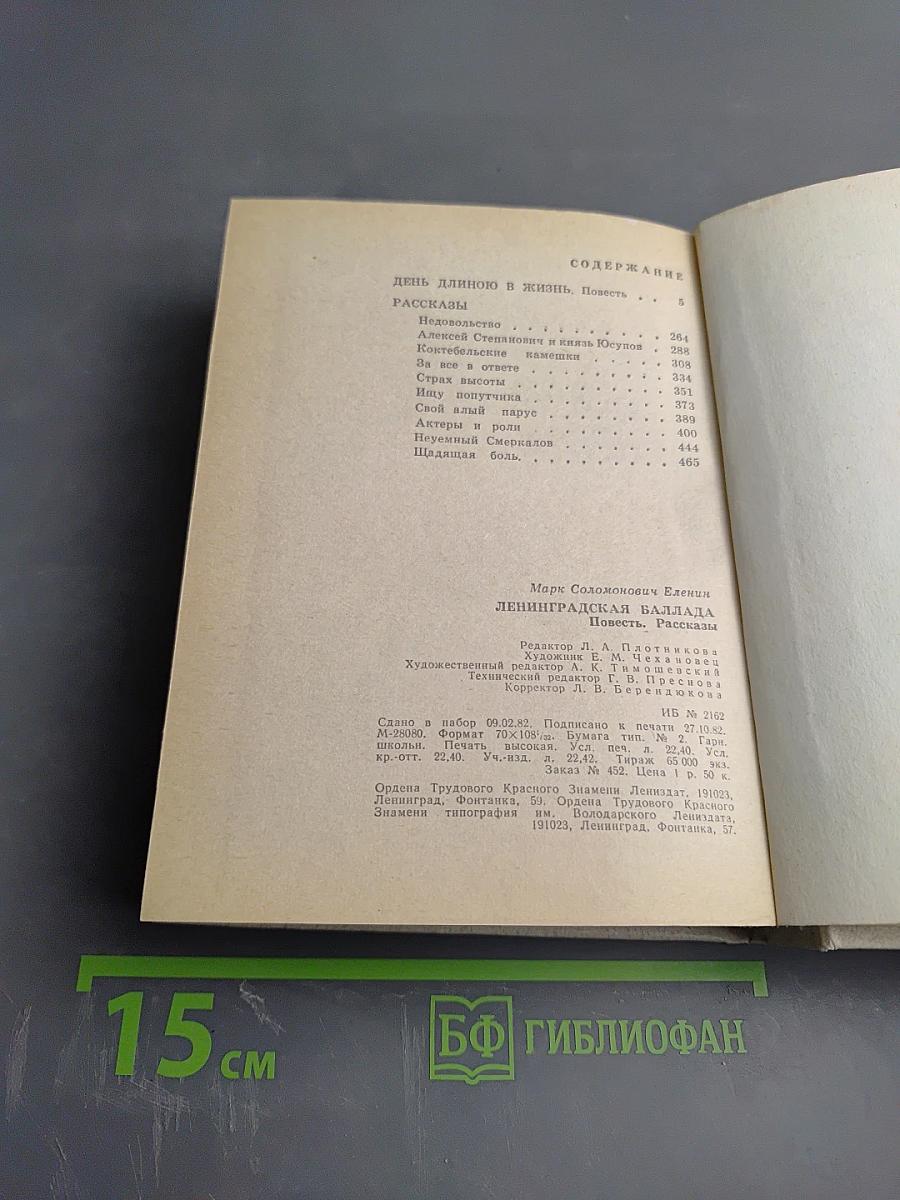 СОДЕРЖАНИЕ
ДЕНЬ ДЛИНОЮ В ЖИЗНЬ. Повесть . . 5
РАССКАЗЫ
Недовольство . . . . . . . . . . 264
Алексей Степанович и князь Юсупов . 288
Коктебельские камешки . . . . . 308
За все в ответе . . . . . . . . . 334
Страх высоты . . . . . . . . . . 351
Ищу попутчика . . . . . . . . . 373
Свой алый парус . . . . . . . . 389
Актеры и роли . . . . . . . . . 400
Неуемный Смеркалов . . . . . . . 444
Щадящая боль. . . . . . . . . . 465
Марк Соломонович Еленин
ЛЕНИНГРАДСКАЯ БАЛЛАДА
Повесть. Рассказы
Редактор Л. А. Плотникова
Художник Е. М. Чехановец
Художественный редактор А. К. Тимошевский
Технический редактор Г. В. Преснова
Корректор Л. В. Берендюкова
ИБ № 2162
Сдано в набор 09.02.82. Подписано к печати 27.10.82.
М-28080. Формат 70×108¹/₃₂. Бумага тип. № 2. Гарн.
школьн. Печать высокая. Усл. печ. л. 22,40. Усл.
кр.-отт. 22,40. Уч.-изд. л. 22,42. Тираж 65 000 экз.
Заказ № 452. Цена 1 р. 50 к.
Ордена Трудового Красного Знамени Лениздат, 191023,
Ленинград, Фонтанка, 59. Ордена Трудового Красного
Знамени типография им. Володарского Лениздата,
191023, Ленинград, Фонтанка, 57.
15 см
БФ ГИБЛИОФАН